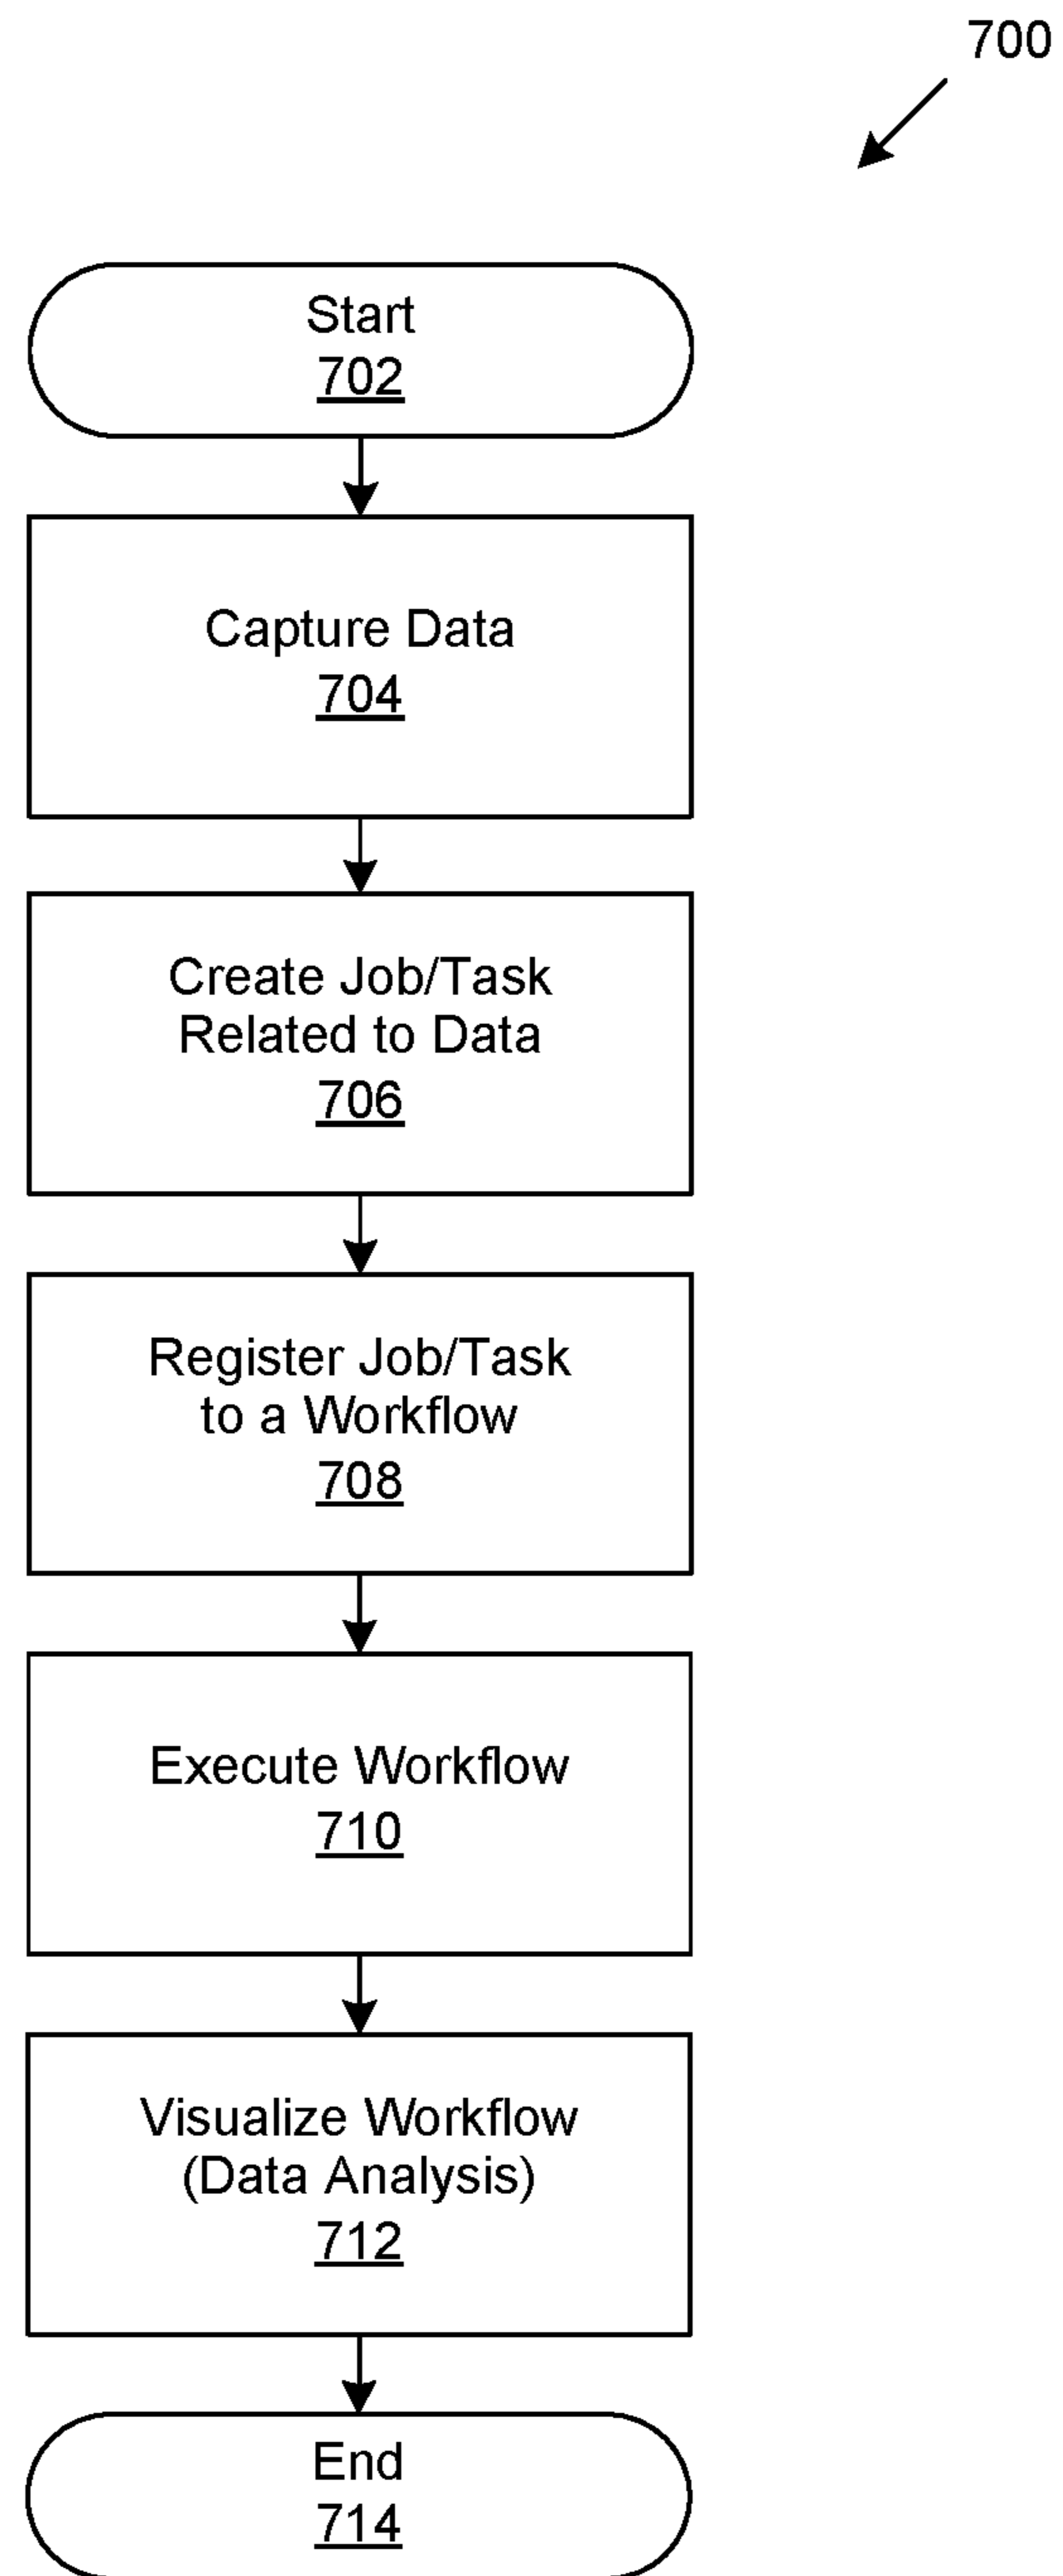 700
Start
702
Capture Data
704
Create Job/Task
Related to Data
706
Register Job/Task
to a Workflow
708
Execute Workflow
710
Visualize Workflow
(Data Analysis)
712
End
714